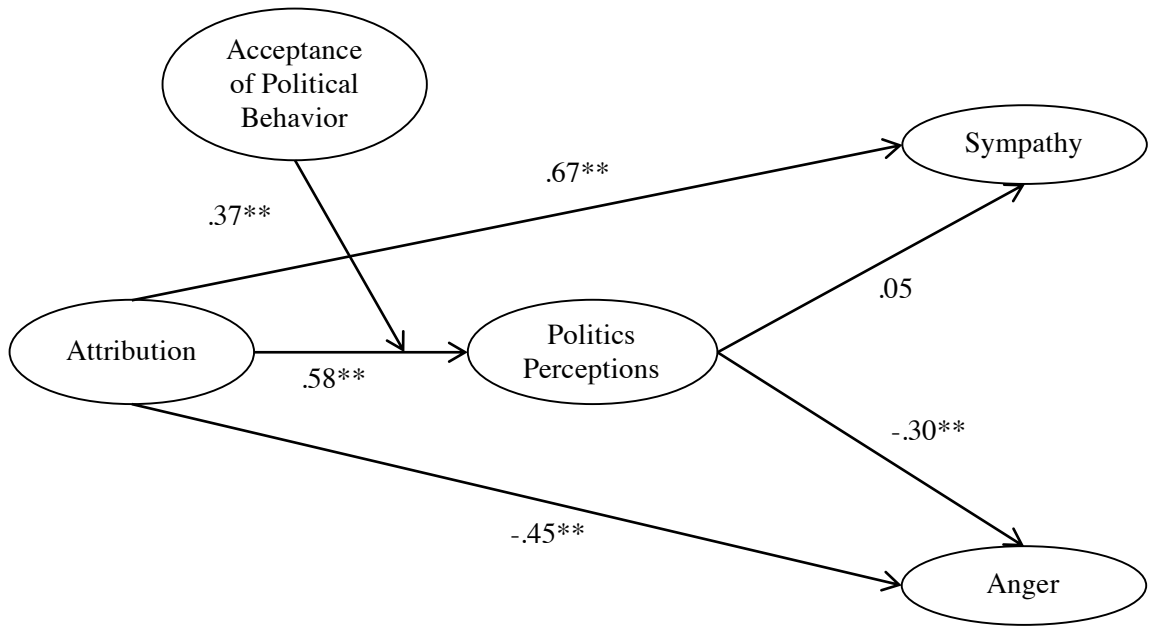 Acceptance
of Political
Behavior
Sympathy
.67**
.37**
.05
Attribution
Politics
Perceptions
.58**
-.30**
-.45**
Anger